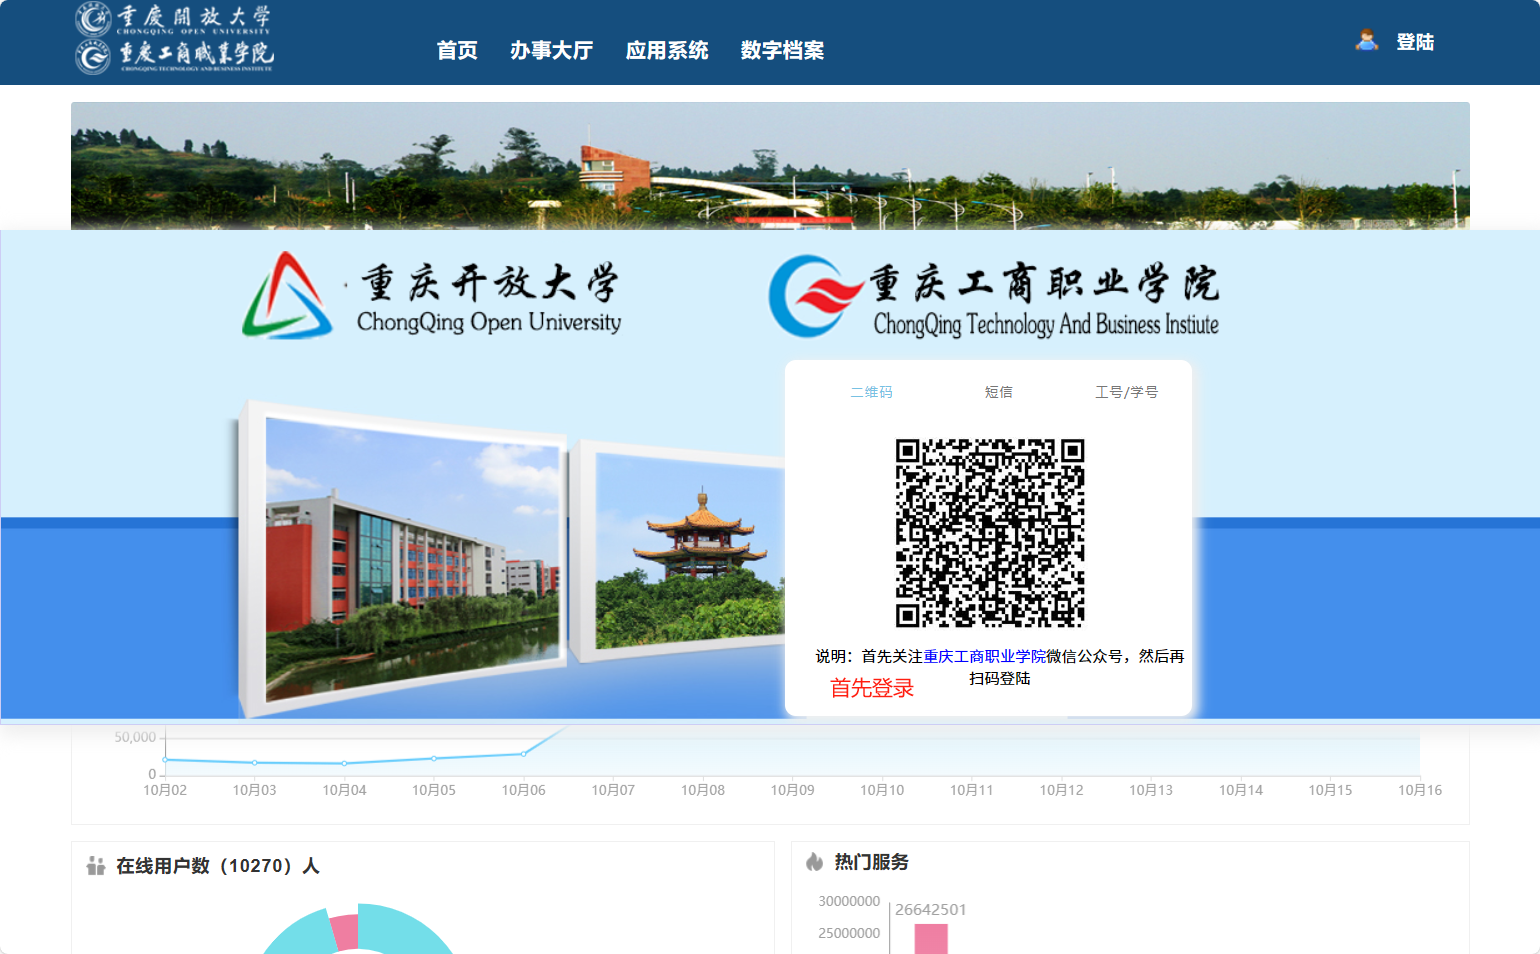 重慶開放大学
CHONGQING OPEN UNIVERSITY
重庆工商職業学院
CHONGQING TECHNOLOGY AND BUSINESS INSTITUTE
首页 办事大厅 应用系统 数字档案
登陆
重庆开放大学
ChongQing Open University
重庆工商职业学院
ChongQing Technology And Business Instiute
二维码 短信 工号/学号
说明：首先关注重庆工商职业学院微信公众号，然后再
扫码登陆
首先登录
50,000
0
10月02 10月03 10月04 10月05 10月06 10月07 10月08 10月09 10月10 10月11 10月12 10月13 10月14 10月15 10月16
在线用户数（10270）人
热门服务
30000000
26642501
25000000